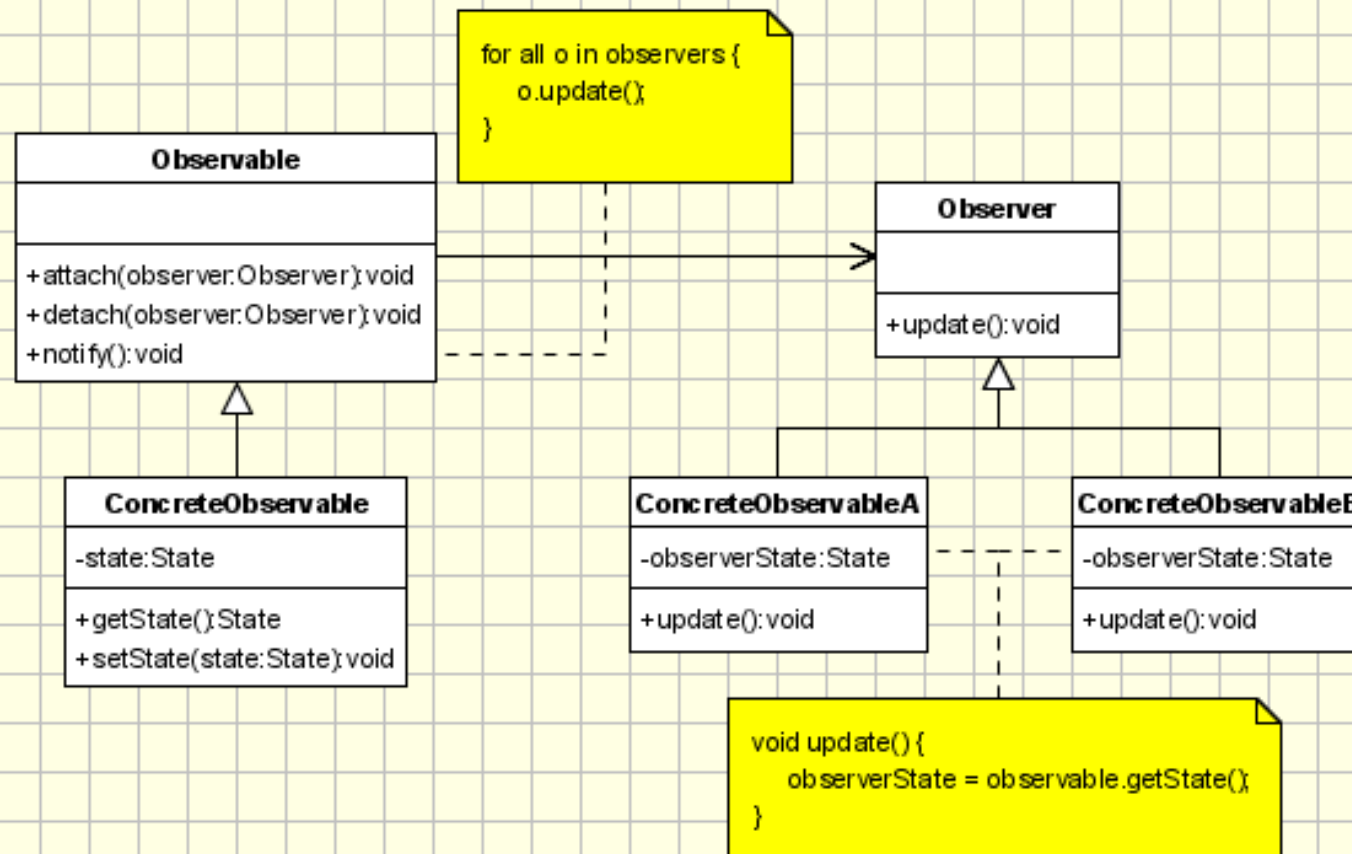 for all o in observers {
o.update();
}
Observable
+attach(observer:Observer):void
+detach(observer:Observer):void
+notify():void
Observer
+update():void
ConcreteObservable
-state:State
+getState():State
+setState(state:State):void
ConcreteObservableA
-observerState:State
+update():void
ConcreteObservableB
-observerState:State
+update():void
void update() {
observerState = observable.getState();
}